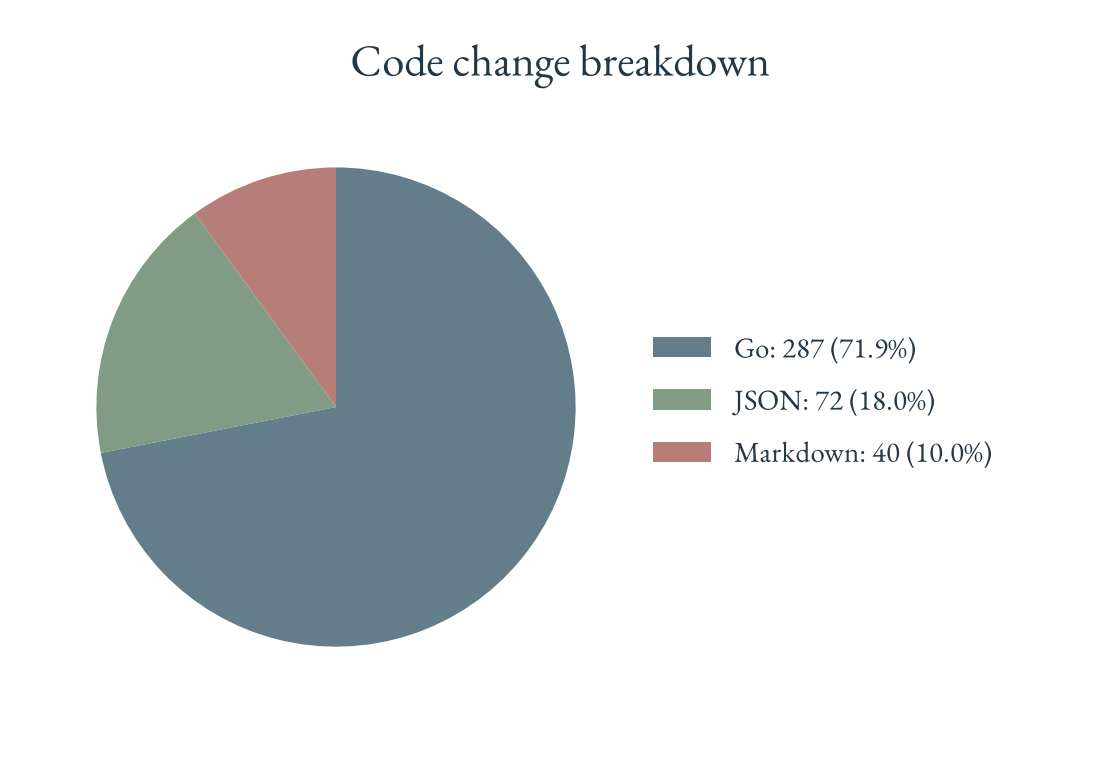 Code change breakdown
Go: 287 (71.9%)
JSON: 72 (18.0%)
Markdown: 40 (10.0%)